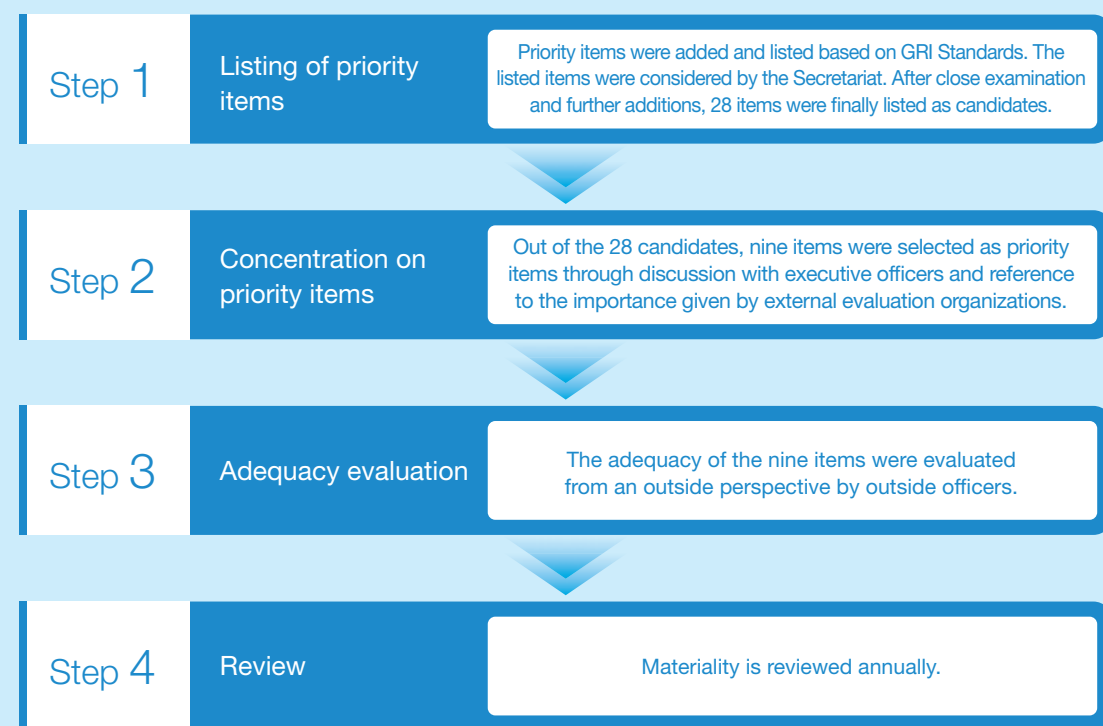 Step 1
Listing of priority
items
Priority items were added and listed based on GRI Standards. The
listed items were considered by the Secretariat. After close examination
and further additions, 28 items were finally listed as candidates.
Step 2
Concentration on
priority items
Out of the 28 candidates, nine items were selected as priority
items through discussion with executive officers and reference
to the importance given by external evaluation organizations.
Step 3
Adequacy evaluation
The adequacy of the nine items were evaluated
from an outside perspective by outside officers.
Step 4
Review
Materiality is reviewed annually.